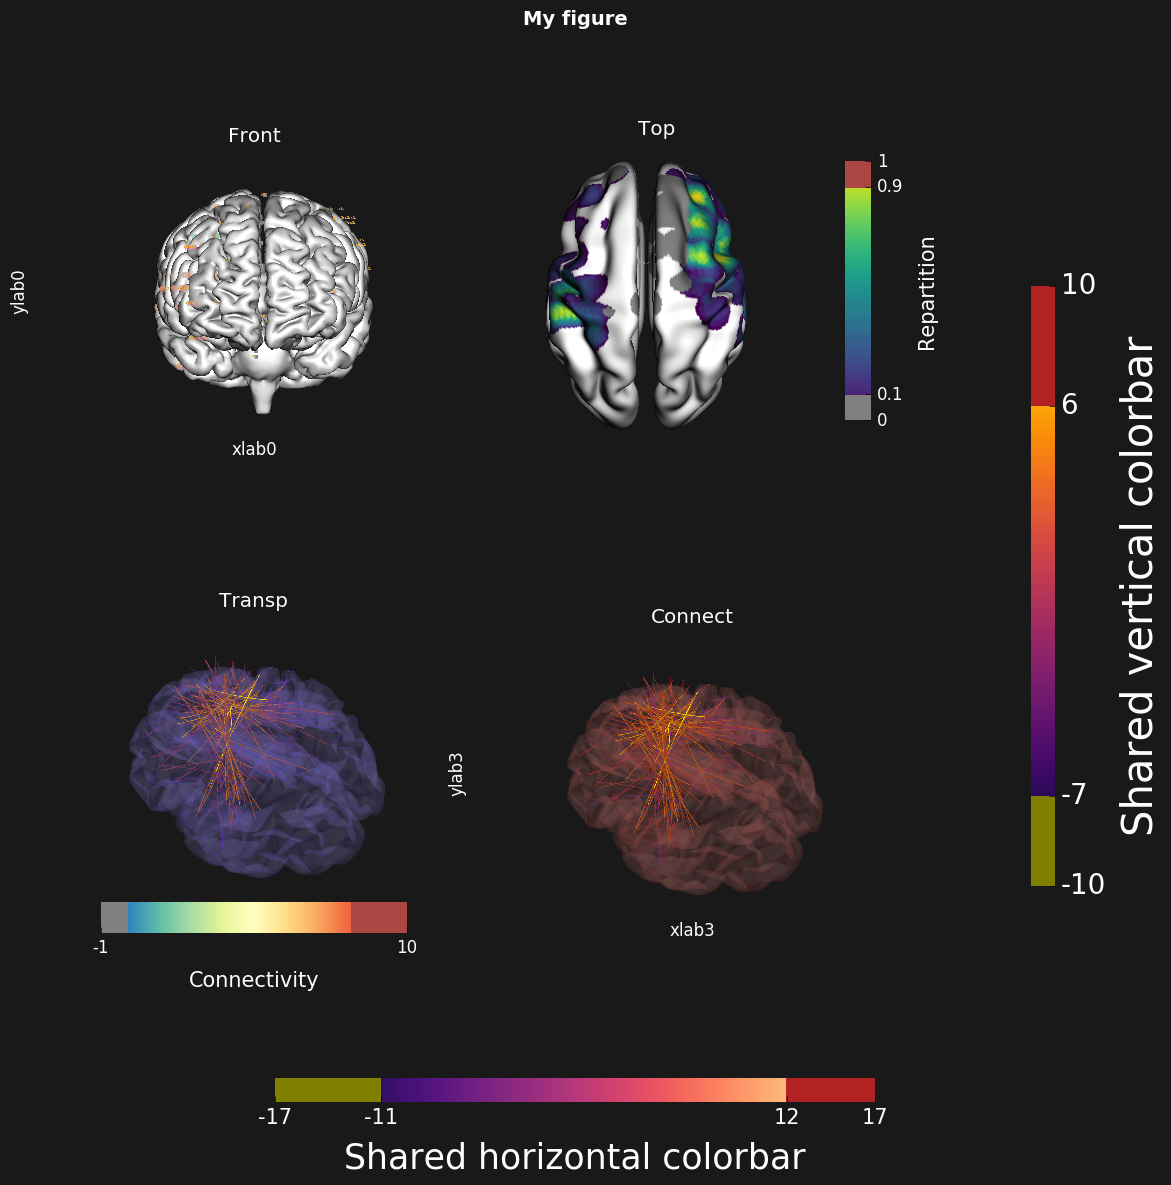 My figure
Front
ylab0
xlab0
Top
1
0.9
0.1
0
Repartition
10
6
-7
-10
Shared vertical colorbar
Transp
-1
10
Connectivity
Connect
ylab3
xlab3
-17
-11
12
17
Shared horizontal colorbar